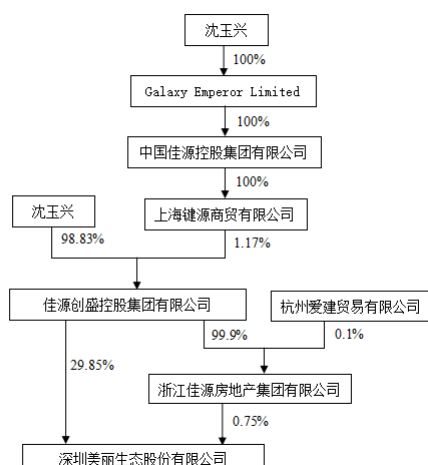 沈玉兴
100%
Galaxy Emperor Limited
100%
中国佳源控股集团有限公司
100%
沈玉兴
上海键源商贸有限公司
98.83%
1.17%
佳源创盛控股集团有限公司
杭州爱建贸易有限公司
99.9%
0.1%
29.85%
浙江佳源房地产集团有限公司
0.75%
深圳美丽生态股份有限公司